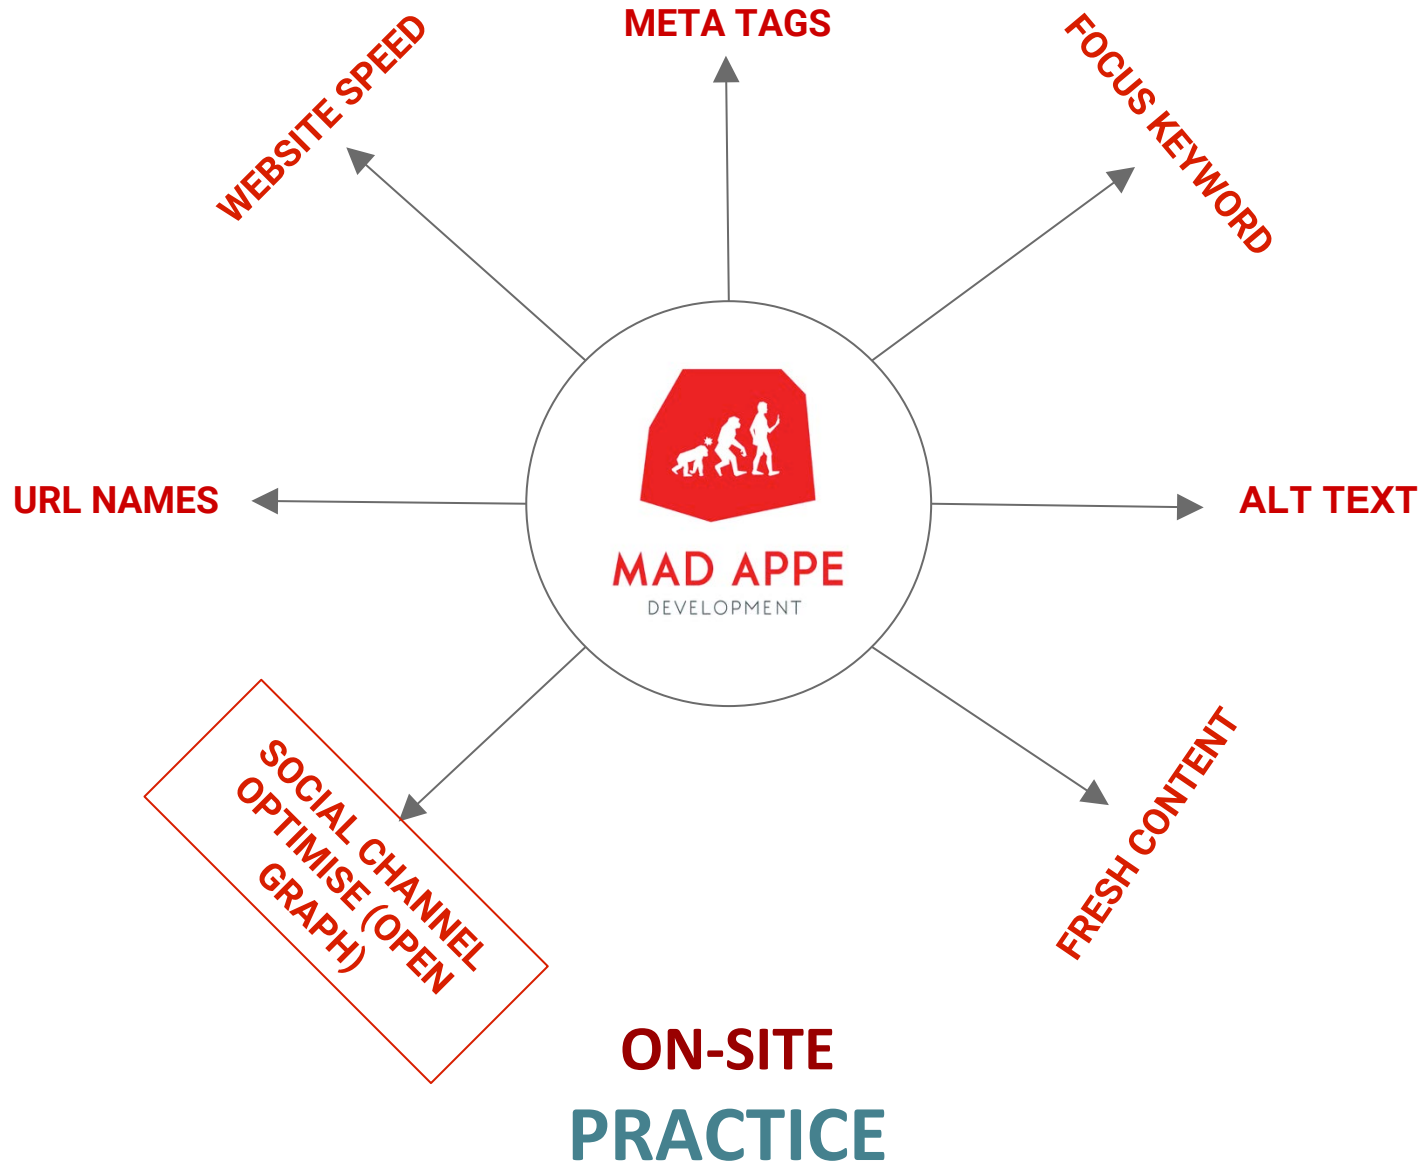 META TAGS
WEBSITE SPEED
FOCUS KEYWORD
URL NAMES
ALT TEXT
MAD APPE
DEVELOPMENT
SOCIAL CHANNEL
OPTIMISE (OPEN
GRAPH)
FRESH CONTENT
ON-SITE
PRACTICE